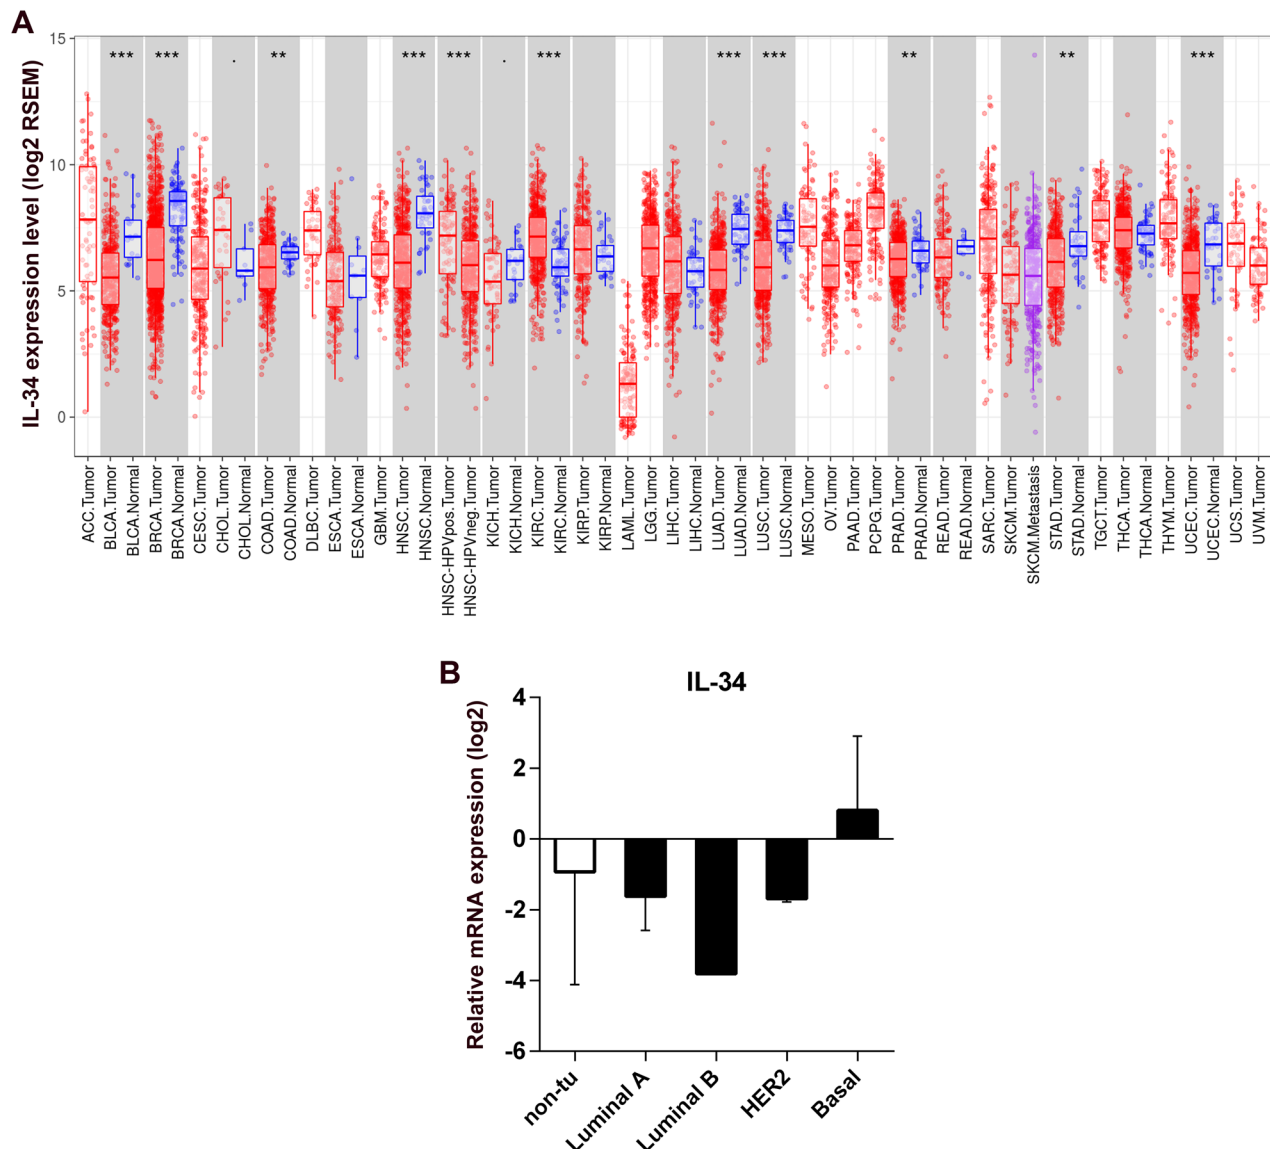 A
IL-34 expression level (log2 RSEM)
15
10
5
0
*** *** . ** *** *** . *** *** *** ** ** ***
ACC.Tumor
BLCA.Tumor
BLCA.Normal
BRCA.Tumor
BRCA.Normal
CESC.Tumor
CHOL.Tumor
CHOL.Normal
COAD.Tumor
COAD.Normal
DLBC.Tumor
ESCA.Tumor
ESCA.Normal
GBM.Tumor
HNSC.Tumor
HNSC.Normal
HNSC-HPVpos.Tumor
HNSC-HPVneg.Tumor
KICH.Tumor
KICH.Normal
KIRC.Tumor
KIRC.Normal
KIRP.Tumor
KIRP.Normal
LAML.Tumor
LGG.Tumor
LIHC.Tumor
LIHC.Normal
LUAD.Tumor
LUAD.Normal
LUSC.Tumor
LUSC.Normal
MESO.Tumor
OV.Tumor
PAAD.Tumor
PCPG.Tumor
PRAD.Tumor
PRAD.Normal
READ.Tumor
READ.Normal
SARC.Tumor
SKCM.Tumor
SKCM.Metastasis
STAD.Tumor
STAD.Normal
TGCT.Tumor
THCA.Tumor
THCA.Normal
THYM.Tumor
UCEC.Tumor
UCEC.Normal
UCS.Tumor
UVM.Tumor
B
IL-34
Relative mRNA expression (log2)
4
2
0
-2
-4
-6
non-tu
Luminal A
Luminal B
HER2
Basal